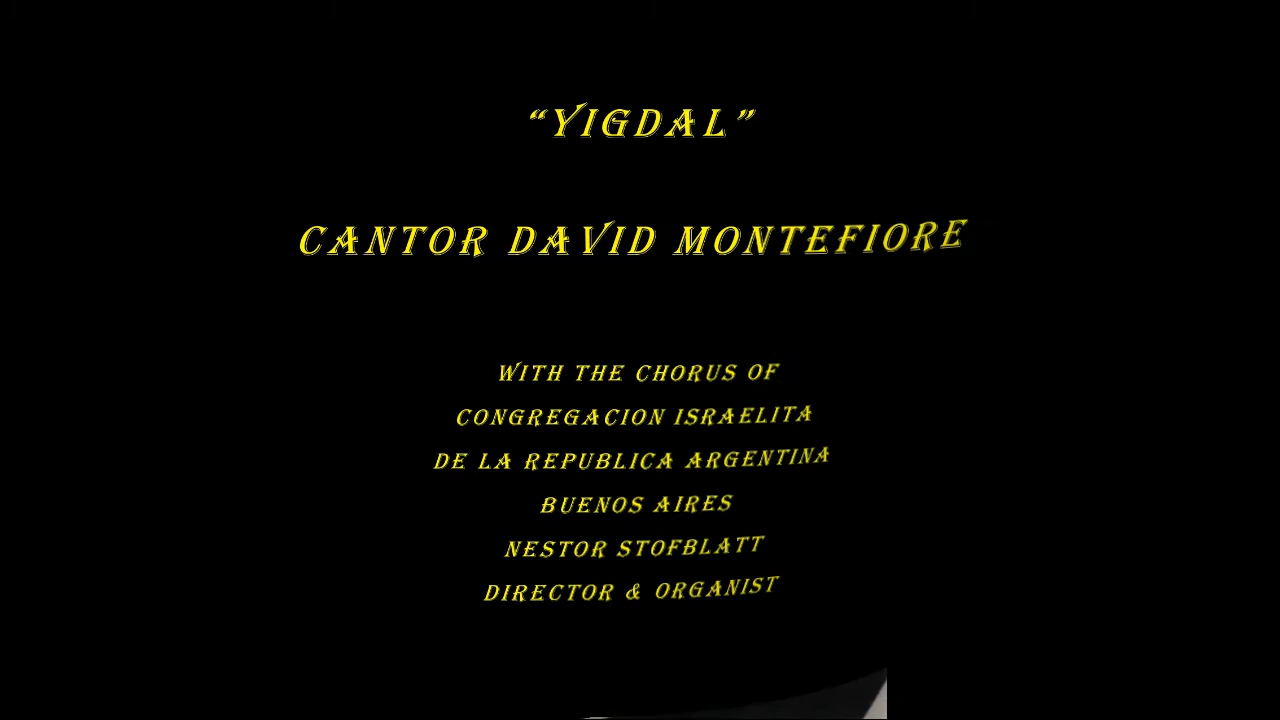 “YIGDAL”
CANTOR DAVID MONTEFIORE
WITH THE CHORUS OF
CONGREGACION ISRAELITA
DE LA REPUBLICA ARGENTINA
BUENOS AIRES
NESTOR STOFBLATT
DIRECTOR & ORGANIST